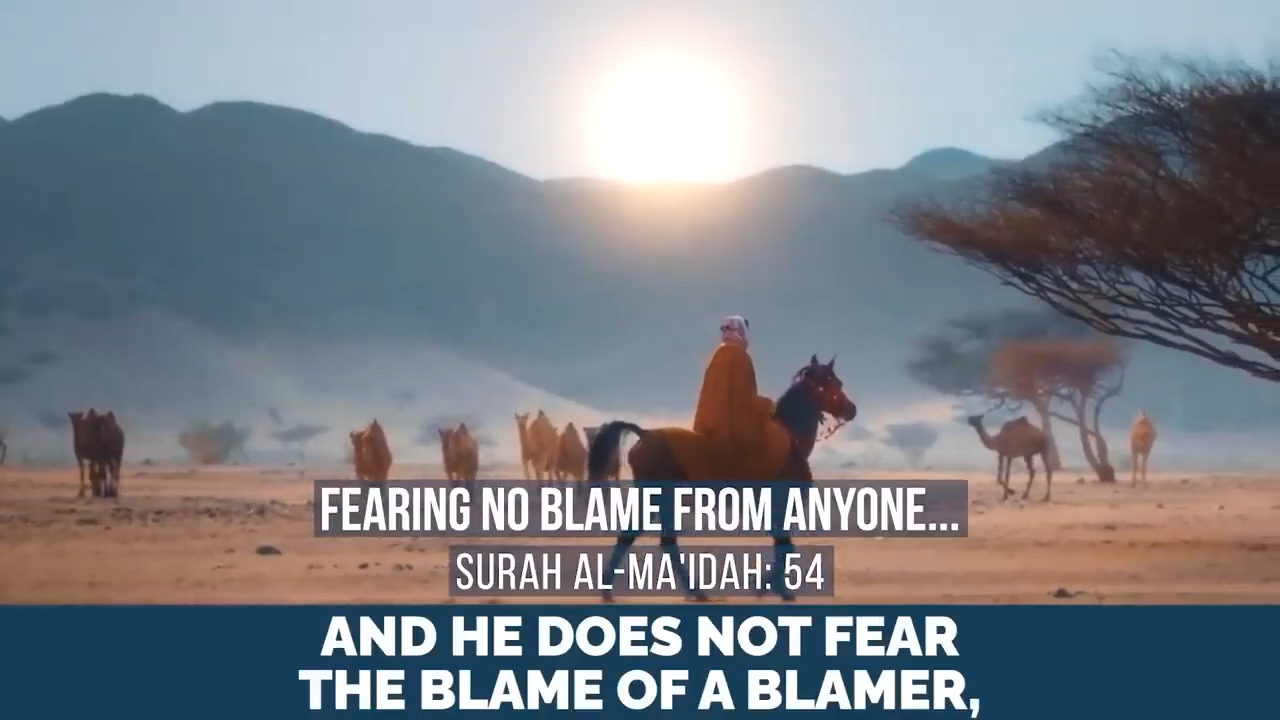 FEARING NO BLAME FROM ANYONE...
SURAH AL-MA'IDAH: 54
AND HE DOES NOT FEAR
THE BLAME OF A BLAMER,